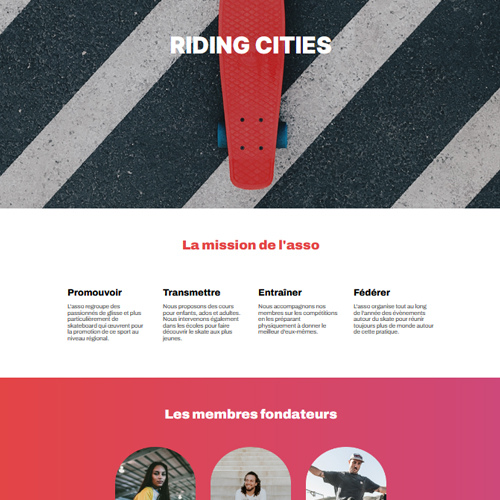 RIDING CITIES
La mission de l'asso
Promouvoir
L'asso regroupe des
passionnés de glisse et plus
particulièrement de
skateboard qui œuvrent pour
la promotion de ce sport au
niveau régional.
Transmettre
Nous proposons des cours
pour enfants, ados et adultes.
Nous intervenons également
dans les écoles pour faire
découvrir le skate aux plus
jeunes.
Entraîner
Nous accompagnons nos
membres sur les compétitions
en les préparant
physiquement à donner le
meilleur d'eux-mêmes.
Fédérer
L'asso organise tout au long
de l'année des évènements
autour du skate pour réunir
toujours plus de monde autour
de cette pratique.
Les membres fondateurs